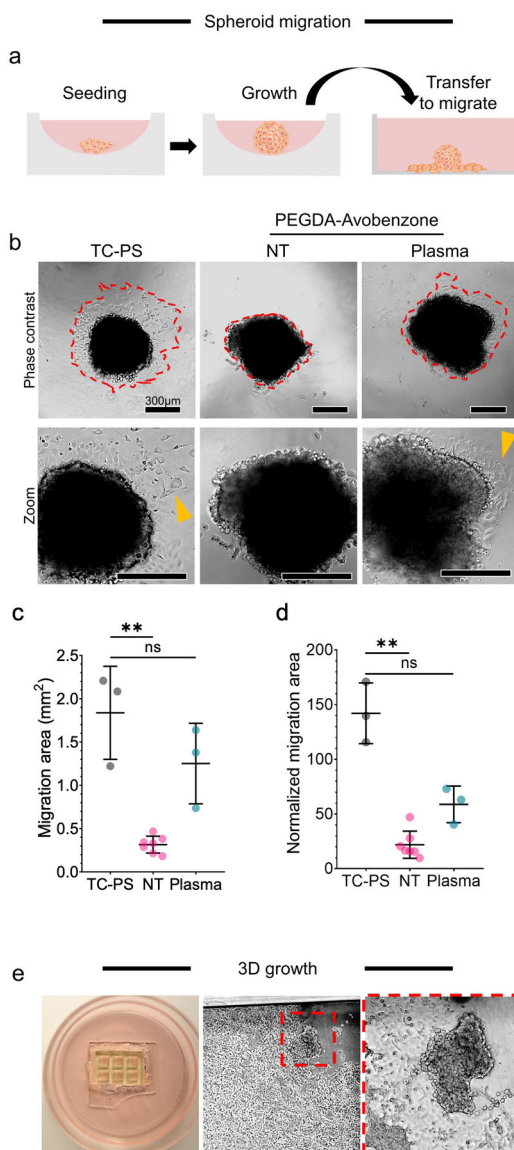 Spheroid migration
a
Seeding
Growth
Transfer
to migrate
PEGDA-Avobenzone
b
TC-PS
NT
Plasma
Phase contrast
300µm
Zoom
c
**
ns
Migration area (mm²)
2.5
2.0
1.5
1.0
0.5
0.0
TC-PS NT Plasma
d
**
ns
Normalized migration area
200
150
100
50
0
TC-PS NT Plasma
e
3D growth